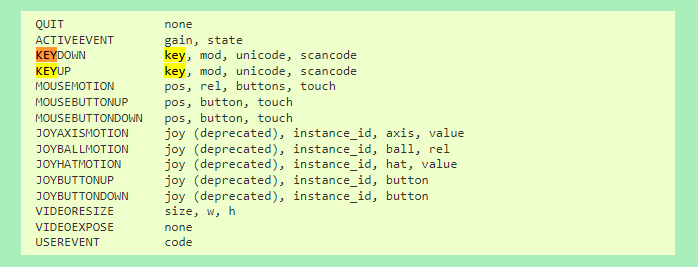 QUIT none
ACTIVEEVENT gain, state
KEYDOWN key, mod, unicode, scancode
KEYUP key, mod, unicode, scancode
MOUSEMOTION pos, rel, buttons, touch
MOUSEBUTTONUP pos, button, touch
MOUSEBUTTONDOWN pos, button, touch
JOYAXISMOTION joy (deprecated), instance_id, axis, value
JOYBALLMOTION joy (deprecated), instance_id, ball, rel
JOYHATMOTION joy (deprecated), instance_id, hat, value
JOYBUTTONUP joy (deprecated), instance_id, button
JOYBUTTONDOWN joy (deprecated), instance_id, button
VIDEORESIZE size, w, h
VIDEOEXPOSE none
USEREVENT code